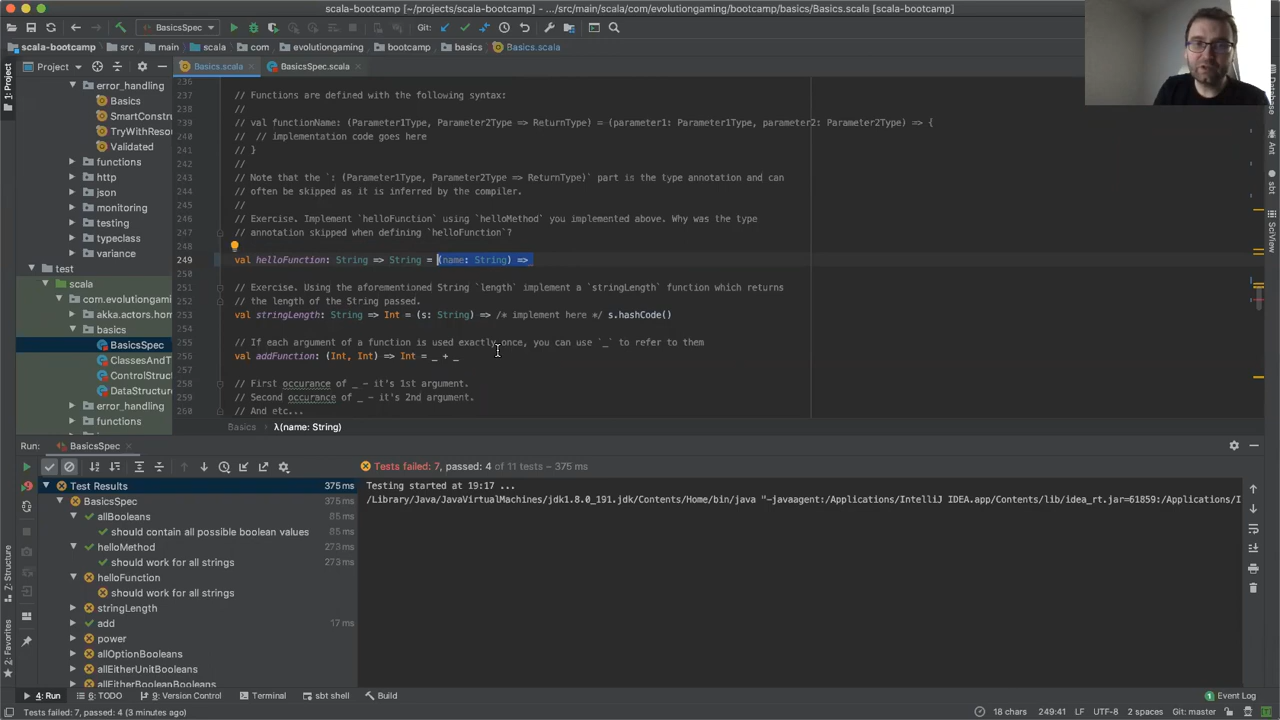 scala-bootcamp [~/projects/scala-bootcamp] - .../src/main/scala/com/evolutiongaming/bootcamp/basics/Basics.scala [scala-bootcamp]
BasicsSpec
Git:
scala-bootcamp
src
main
scala
com
evolutiongaming
bootcamp
basics
Basics.scala
Project
Basics.scala
BasicsSpec.scala
1: Project
error_handling
Basics
SmartConstr
TryWithResou
Validated
functions
http
json
monitoring
testing
typeclass
variance
test
scala
com.evolutiongami
akka.actors.hom
basics
BasicsSpec
ClassesAndT
ControlStruc
DataStructur
error_handling
functions
236
237 // Functions are defined with the following syntax:
238 //
239 // val functionName: (Parameter1Type, Parameter2Type => ReturnType) = (parameter1: Parameter1Type, parameter2: Parameter2Type) => {
240 //  // implementation code goes here
241 // }
242 //
243 // Note that the `: (Parameter1Type, Parameter2Type => ReturnType)` part is the type annotation and can
244 // often be skipped as it is inferred by the compiler.
245 //
246 // Exercise. Implement `helloFunction` using `helloMethod` you implemented above. Why was the type
247 // annotation skipped when defining `helloFunction`?
248
249 val helloFunction: String => String = (name: String) =>
250
251 // Exercise. Using the aforementioned String `length` implement a `stringLength` function which returns
252 // the length of the String passed.
253 val stringLength: String => Int = (s: String) => /* implement here */ s.hashCode()
254
255 // If each argument of a function is used exactly once, you can use `_` to refer to them
256 val addFunction: (Int, Int) => Int = _ + _
257
258 // First occurance of _ – it's 1st argument.
259 // Second occurance of _ – it's 2nd argument.
260 // And etc...
Basics
λ(name: String)
Database
Ant
sbt
SciView
Run:
BasicsSpec
Tests failed: 7, passed: 4 of 11 tests – 375 ms
Test Results 375 ms
BasicsSpec 375 ms
allBooleans 85 ms
should contain all possible boolean values 85 ms
helloMethod 273 ms
should work for all strings 273 ms
helloFunction
should work for all strings
stringLength
add 17 ms
power
allOptionBooleans
allEitherUnitBooleans
allEitherBooleanBooleans
Testing started at 19:17 ...
/Library/Java/JavaVirtualMachines/jdk1.8.0_191.jdk/Contents/Home/bin/java "-javaagent:/Applications/IntelliJ IDEA.app/Contents/lib/idea_rt.jar=61859:/Applications/I
7: Structure
2: Favorites
4: Run
6: TODO
9: Version Control
Terminal
sbt shell
Build
1 Event Log
Tests failed: 7, passed: 4 (3 minutes ago)
18 chars
249:41
LF
UTF-8
2 spaces
Git: master